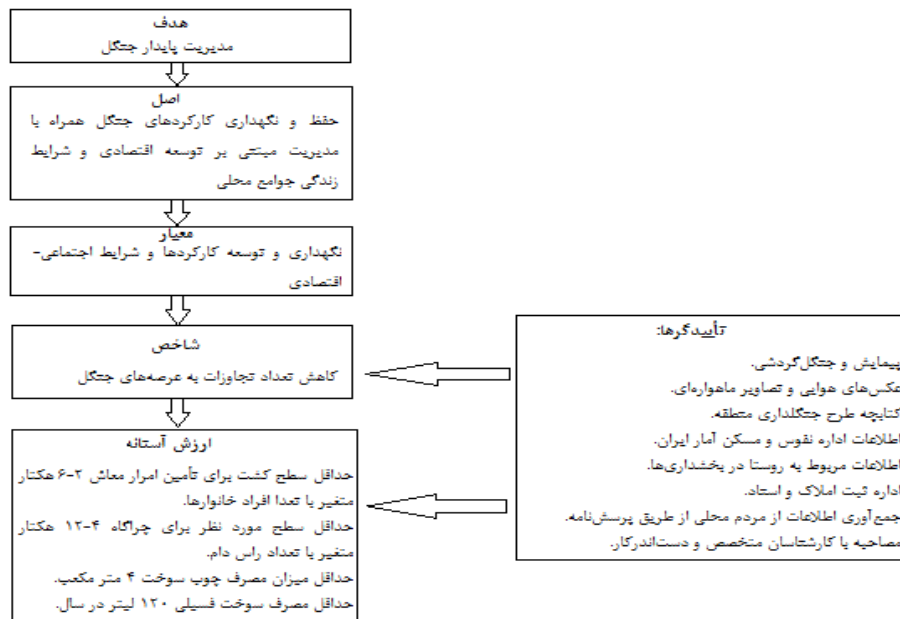 هدف
مدیریت پایدار جنگل
اصل
حفظ و نگهداری کارکردهای جنگل همراه با
مدیریت مبتنی بر توسعه اقتصادی و شرایط
زندگی جوامع محلی
معیار
نگهداری و توسعه کارکردها و شرایط اجتماعی-
اقتصادی
شاخص
کاهش تعداد تجاوزات به عرصه‌های جنگل
ارزش آستانه
حداقل سطح کشت برای تأمین امرار معاش ۲-۶ هکتار
متغیر با تعدا افراد خانوارها.
حداقل سطح مورد نظر برای چراگاه ۴-۱۲ هکتار
متغیر با تعداد راس دام.
حداقل میزان مصرف چوب سوخت ۴ متر مکعب.
حداقل مصرف سوخت فسیلی ۱۲۰ لیتر در سال.
تأییدگرها:
پیمایش و جنگل‌گردشی.
عکس‌های هوایی و تصاویر ماهواره‌ای.
کتابچه طرح جنگلداری منطقه.
اطلاعات اداره نفوس و مسکن آمار ایران.
اطلاعات مربوط به روستا در بخشداری‌ها.
اداره ثبت املاک و اسناد.
جمع‌آوری اطلاعات از مردم محلی از طریق پرسش‌نامه.
مصاحبه با کارشناسان متخصص و دست‌اندرکار.